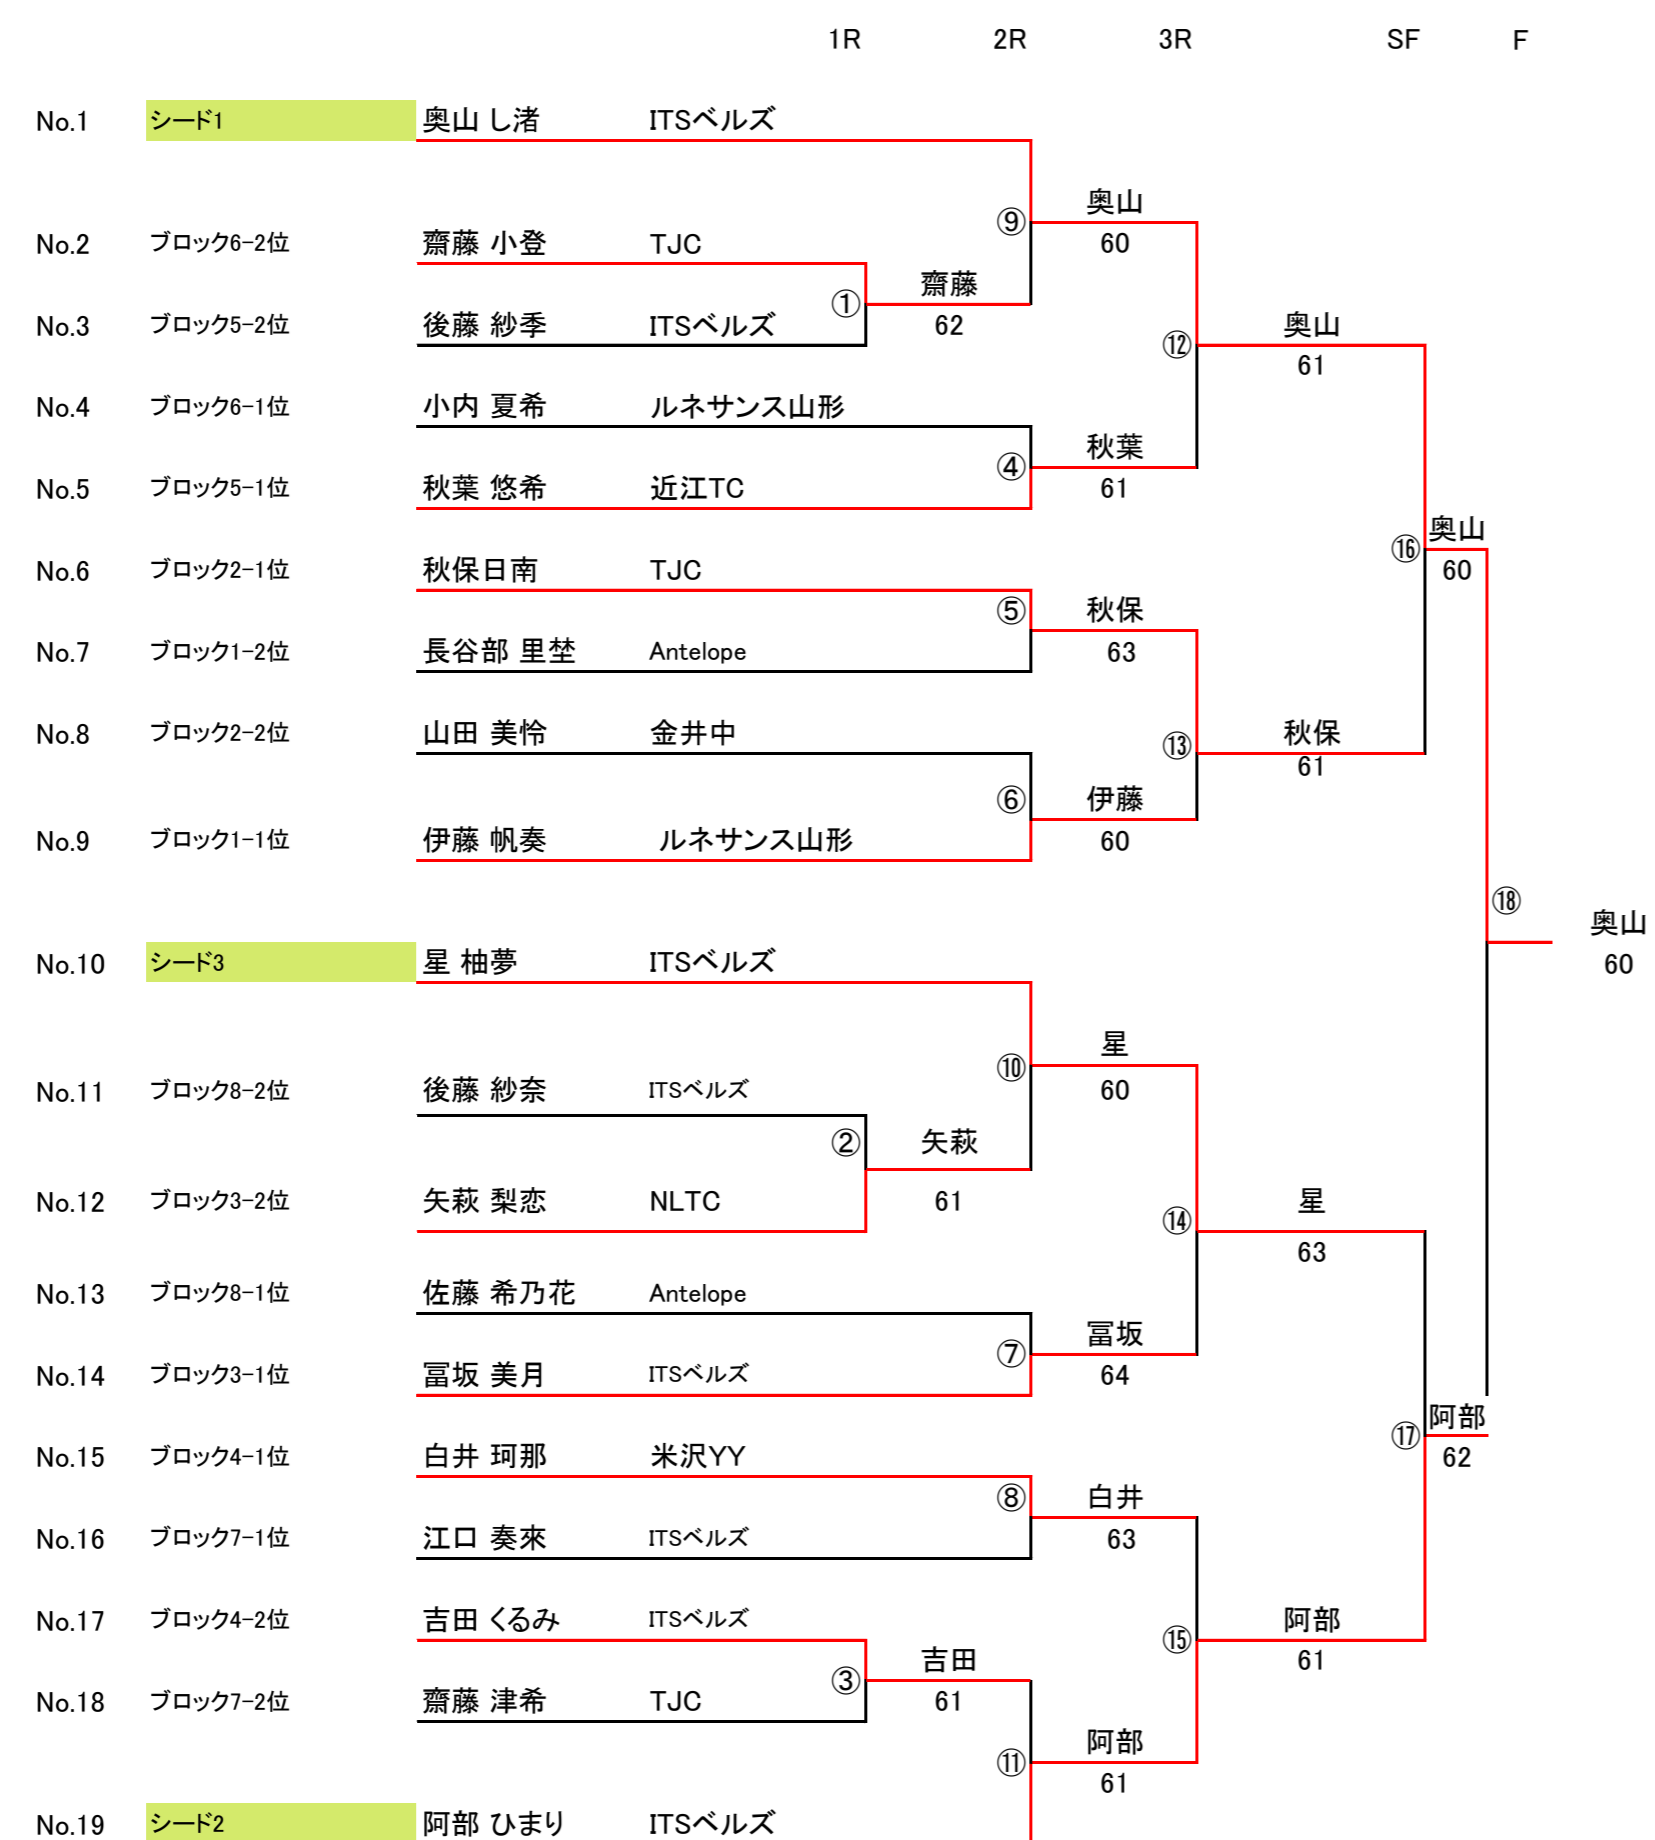 1R 2R 3R SF F
No.1 シード1 奥山 し渚 ITSベルズ
奥山
⑨
No.2 ブロック6-2位 齋藤 小登 TJC 60
齋藤
①
No.3 ブロック5-2位 後藤 紗季 ITSベルズ 62 奥山
⑫
61
No.4 ブロック6-1位 小内 夏希 ルネサンス山形
秋葉
④
No.5 ブロック5-1位 秋葉 悠希 近江TC 61
奥山
⑯
No.6 ブロック2-1位 秋保日南 TJC 60
⑤ 秋保
No.7 ブロック1-2位 長谷部 里埜 Antelope 63
No.8 ブロック2-2位 山田 美怜 金井中 秋保
⑬
61
⑥ 伊藤
No.9 ブロック1-1位 伊藤 帆奏 ルネサンス山形 60
⑱
奥山
No.10 シード3 星 柚夢 ITSベルズ 60
星
⑩
No.11 ブロック8-2位 後藤 紗奈 ITSベルズ 60
② 矢萩
No.12 ブロック3-2位 矢萩 梨恋 NLTC 61 星
⑭
63
No.13 ブロック8-1位 佐藤 希乃花 Antelope
冨坂
⑦
No.14 ブロック3-1位 冨坂 美月 ITSベルズ 64
阿部
⑰
No.15 ブロック4-1位 白井 珂那 米沢YY 62
⑧ 白井
No.16 ブロック7-1位 江口 奏來 ITSベルズ 63
No.17 ブロック4-2位 吉田 くるみ ITSベルズ 阿部
⑮
吉田 61
③
No.18 ブロック7-2位 齋藤 津希 TJC 61
阿部
⑪
61
No.19 シード2 阿部 ひまり ITSベルズ